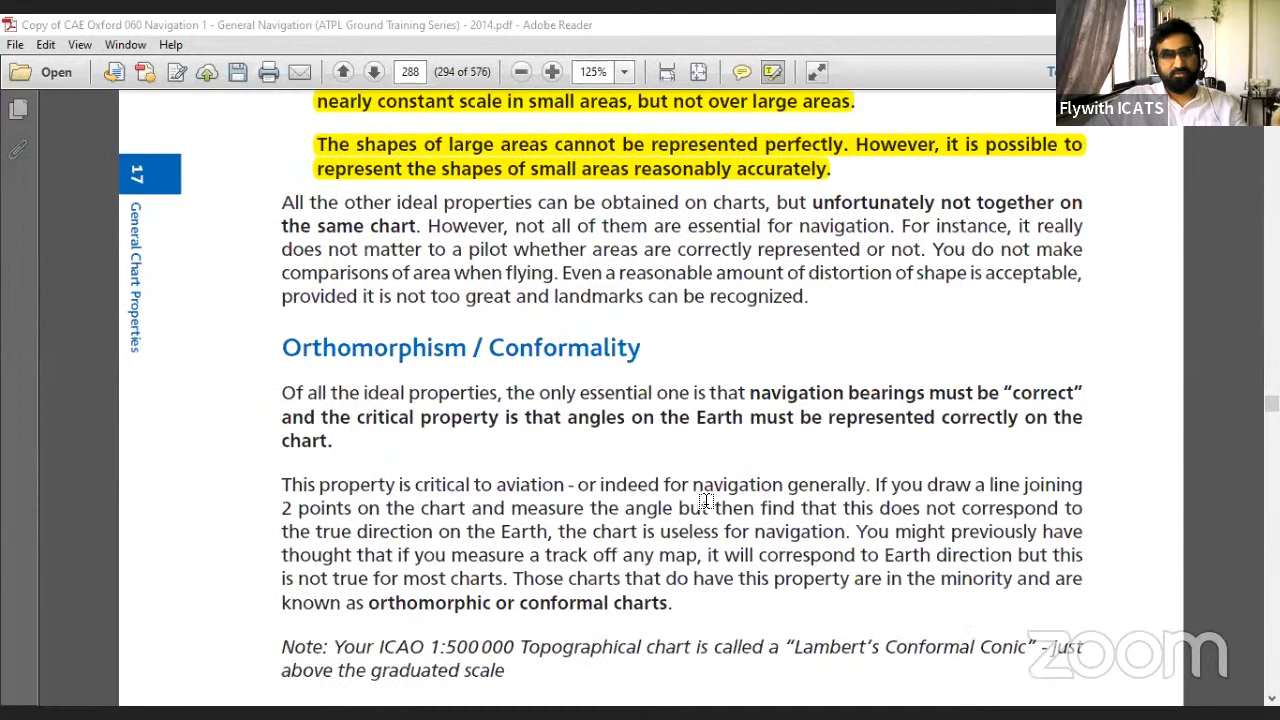 Copy of CAE Oxford 060 Navigation 1 - General Navigation (ATPL Ground Training Series) - 2014.pdf - Adobe Reader
File Edit View Window Help
Open 288 (294 of 576) 125%
Flywith ICATS
nearly constant scale in small areas, but not over large areas.
The shapes of large areas cannot be represented perfectly. However, it is possible to
represent the shapes of small areas reasonably accurately.
17
General Chart Properties
All the other ideal properties can be obtained on charts, but unfortunately not together on
the same chart. However, not all of them are essential for navigation. For instance, it really
does not matter to a pilot whether areas are correctly represented or not. You do not make
comparisons of area when flying. Even a reasonable amount of distortion of shape is acceptable,
provided it is not too great and landmarks can be recognized.
Orthomorphism / Conformality
Of all the ideal properties, the only essential one is that navigation bearings must be “correct”
and the critical property is that angles on the Earth must be represented correctly on the
chart.
This property is critical to aviation - or indeed for navigation generally. If you draw a line joining
2 points on the chart and measure the angle but then find that this does not correspond to
the true direction on the Earth, the chart is useless for navigation. You might previously have
thought that if you measure a track off any map, it will correspond to Earth direction but this
is not true for most charts. Those charts that do have this property are in the minority and are
known as orthomorphic or conformal charts.
Note: Your ICAO 1:500 000 Topographical chart is called a “Lambert’s Conformal Conic” - just
above the graduated scale
zoom